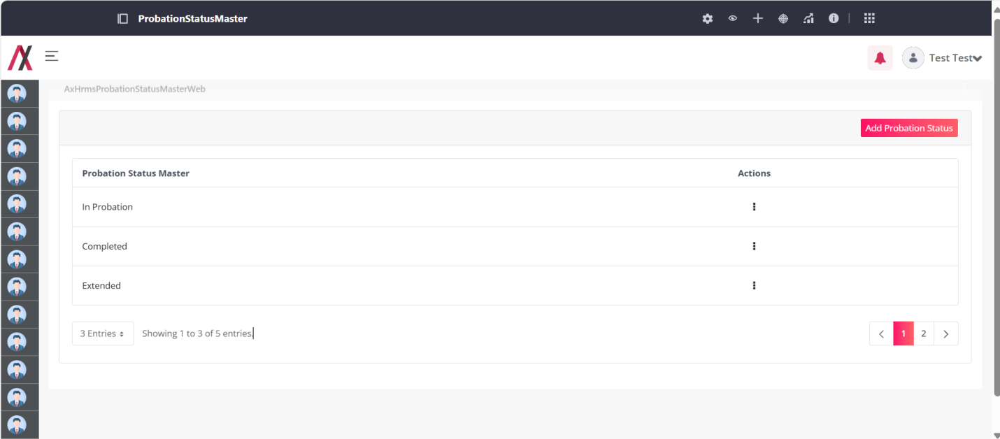 ProbationStatusMaster
Test Test
AxHrmsProbationStatusMasterWeb
Add Probation Status
Probation Status Master Actions
In Probation
Completed
Extended
3 Entries Showing 1 to 3 of 5 entries. 1 2